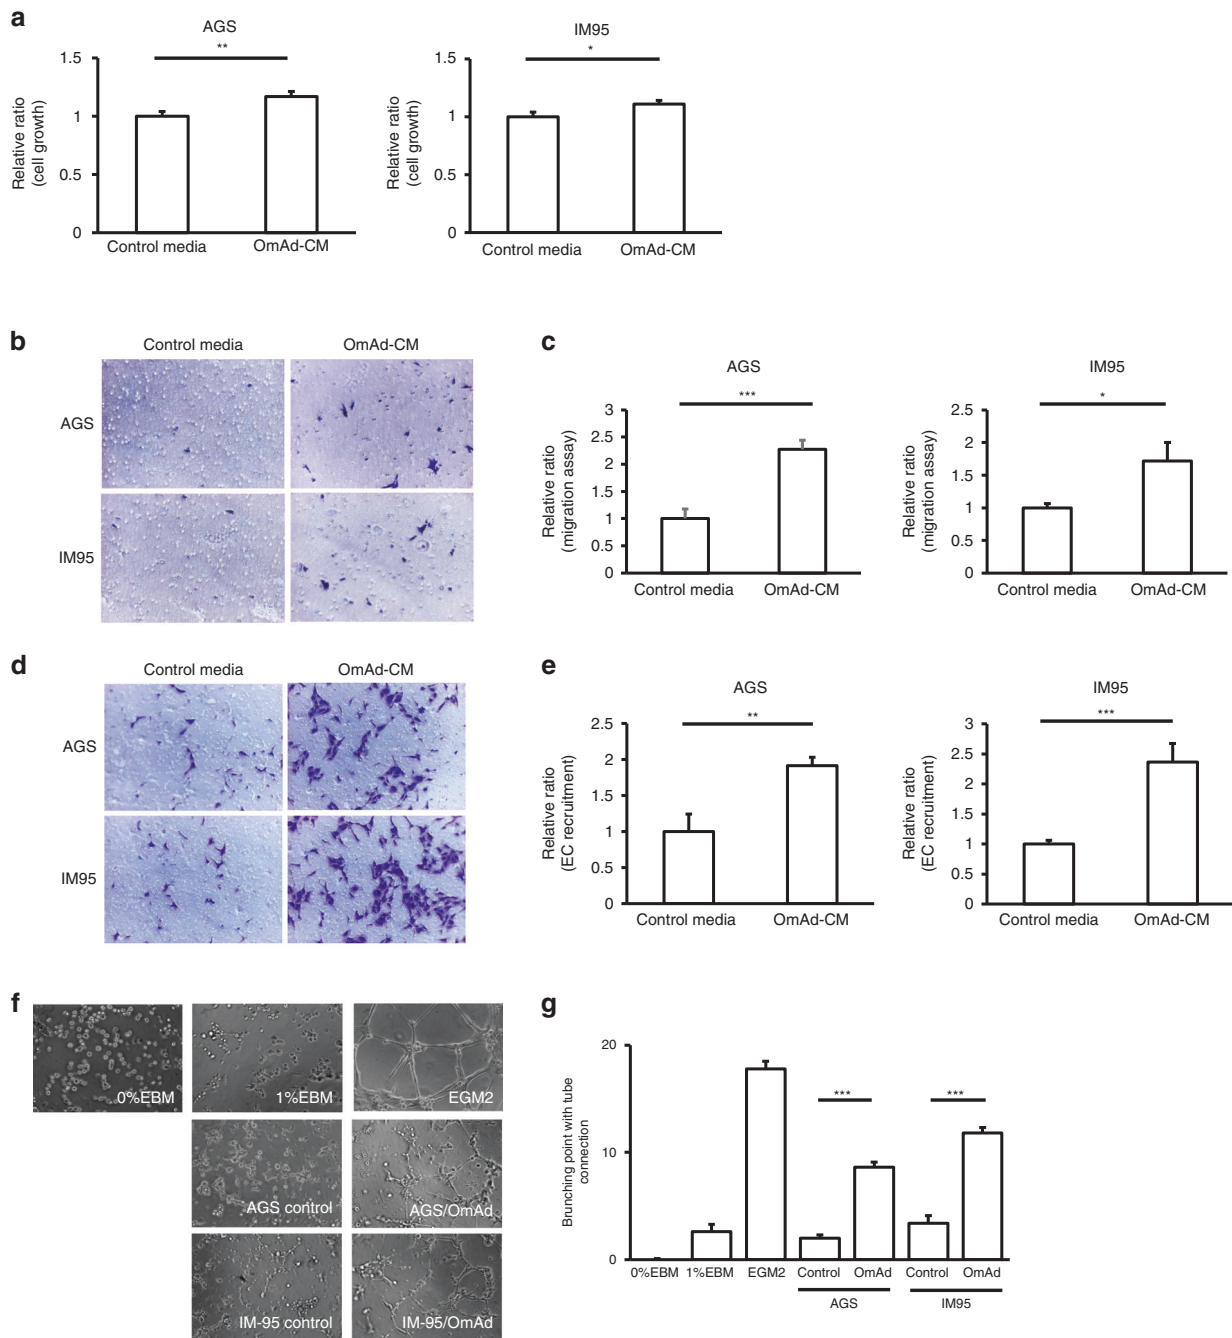 a
AGS
**
1.5
1
0.5
0
Relative ratio
(cell growth)
Control media
OmAd-CM
IM95
*
1.5
1
0.5
0
Relative ratio
(cell growth)
Control media
OmAd-CM
b
Control media
OmAd-CM
AGS
IM95
c
AGS
***
3
2.5
2
1.5
1
0.5
0
Relative ratio
(migration assay)
Control media
OmAd-CM
IM95
*
2.5
2
1.5
1
0.5
0
Relative ratio
(migration assay)
Control media
OmAd-CM
d
Control media
OmAd-CM
AGS
IM95
e
AGS
**
2.5
2
1.5
1
0.5
0
Relative ratio
(EC recruitment)
Control media
OmAd-CM
IM95
***
3
2.5
2
1.5
1
0.5
0
Relative ratio
(EC recruitment)
Control media
OmAd-CM
f
0%EBM
1%EBM
EGM2
AGS control
AGS/OmAd
IM-95 control
IM-95/OmAd
g
20
10
0
Brunching point with tube
connection
***
***
0%EBM
1%EBM
EGM2
Control
OmAd
Control
OmAd
AGS
IM95